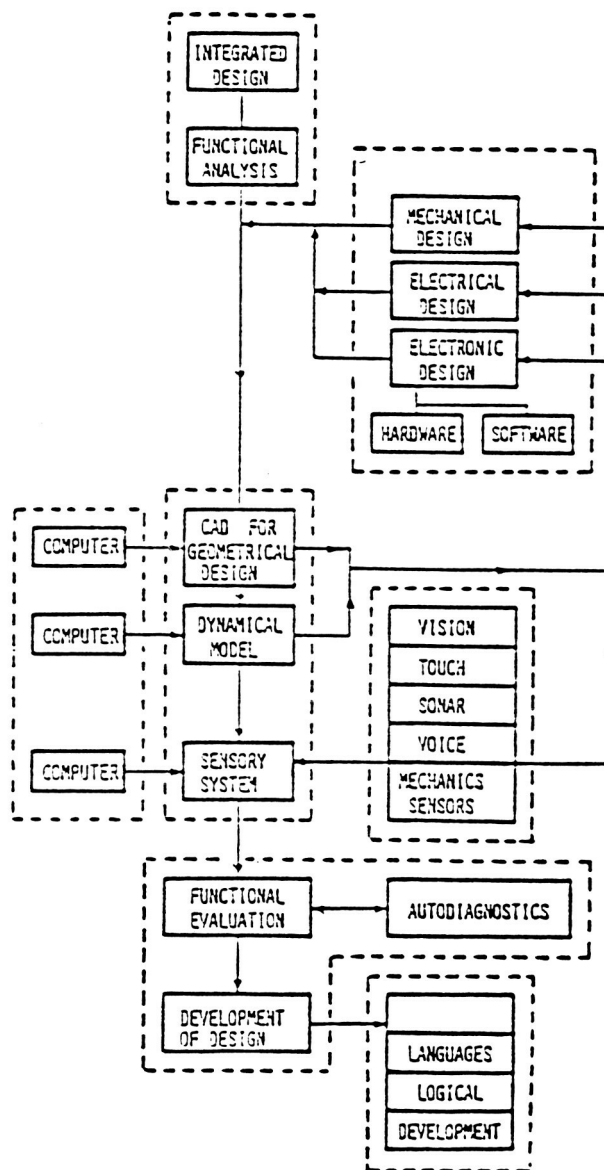 INTEGRATED
DESIGN
FUNCTIONAL
ANALYSIS
MECHANICAL
DESIGN
ELECTRICAL
DESIGN
ELECTRONIC
DESIGN
HARDWARE
SOFTWARE
COMPUTER
CAD FOR
GEOMETRICAL
DESIGN
COMPUTER
DYNAMICAL
MODEL
VISION
TOUCH
SONAR
VOICE
MECHANICS
SENSORS
COMPUTER
SENSORY
SYSTEM
FUNCTIONAL
EVALUATION
AUTODIAGNOSTICS
DEVELOPMENT
OF DESIGN
LANGUAGES
LOGICAL
DEVELOPMENT